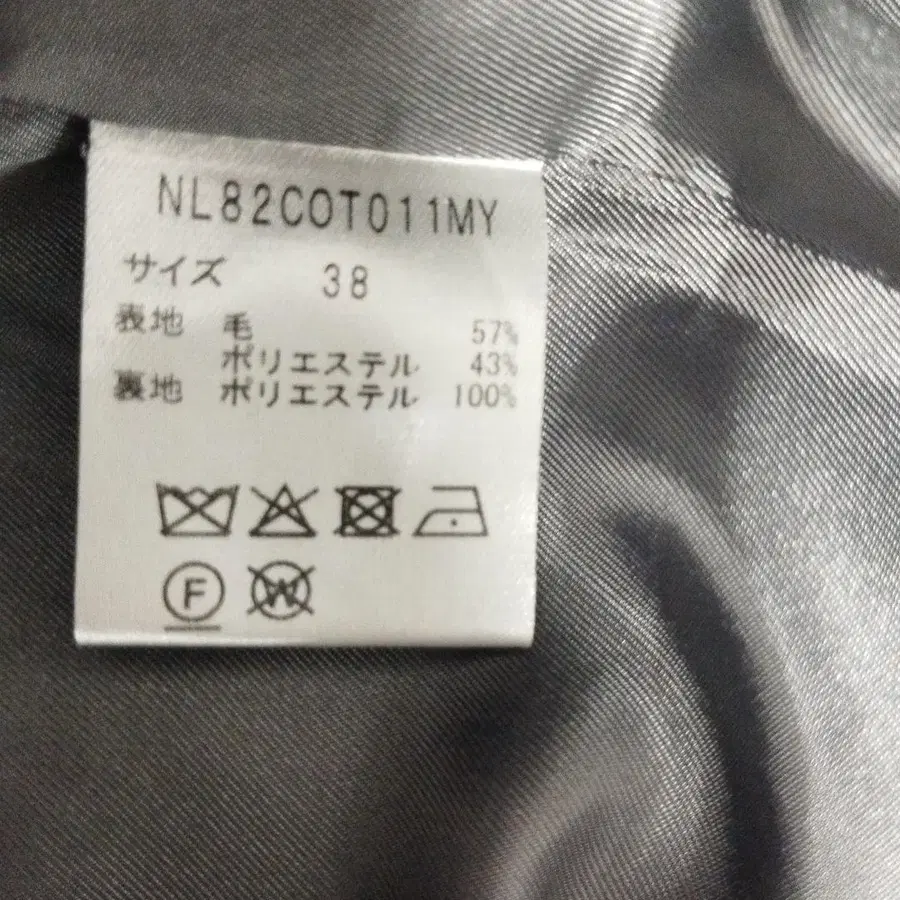 NL82COT011MY
サイズ 38
表地 毛 57%
ポリエステル 43%
裏地 ポリエステル 100%
F W